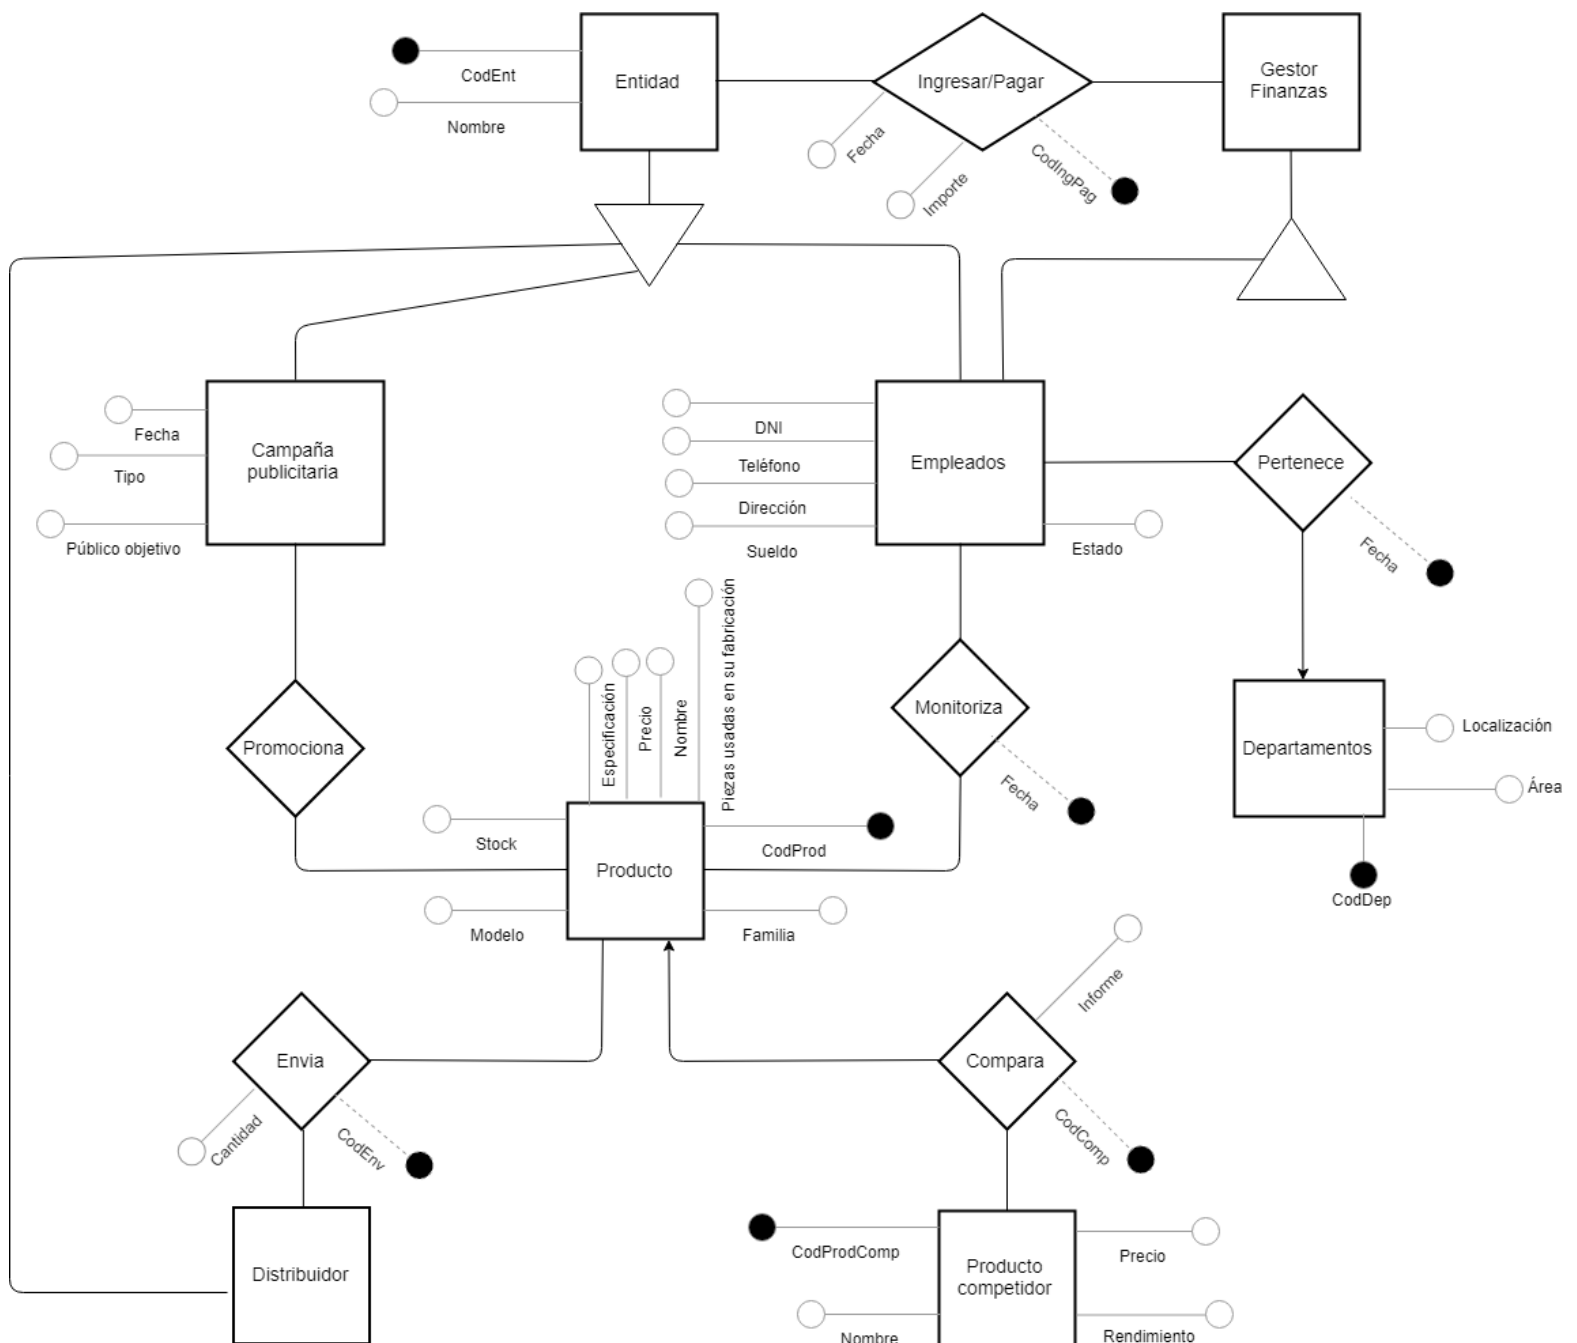 CodEnt
Nombre
Entidad
Ingresar/Pagar
Gestor
Finanzas
Fecha
Importe
CodIngPag
Fecha
Tipo
Público objetivo
Campaña
publicitaria
DNI
Teléfono
Dirección
Sueldo
Empleados
Estado
Pertenece
Fecha
Promociona
Especificación
Precio
Nombre
Piezas usadas en su fabricación
Monitoriza
Fecha
Departamentos
Localización
Área
CodDep
Stock
Modelo
Producto
CodProd
Familia
Envia
Cantidad
CodEnv
Compara
Informe
CodComp
Distribuidor
CodProdComp
Nombre
Producto
competidor
Precio
Rendimiento